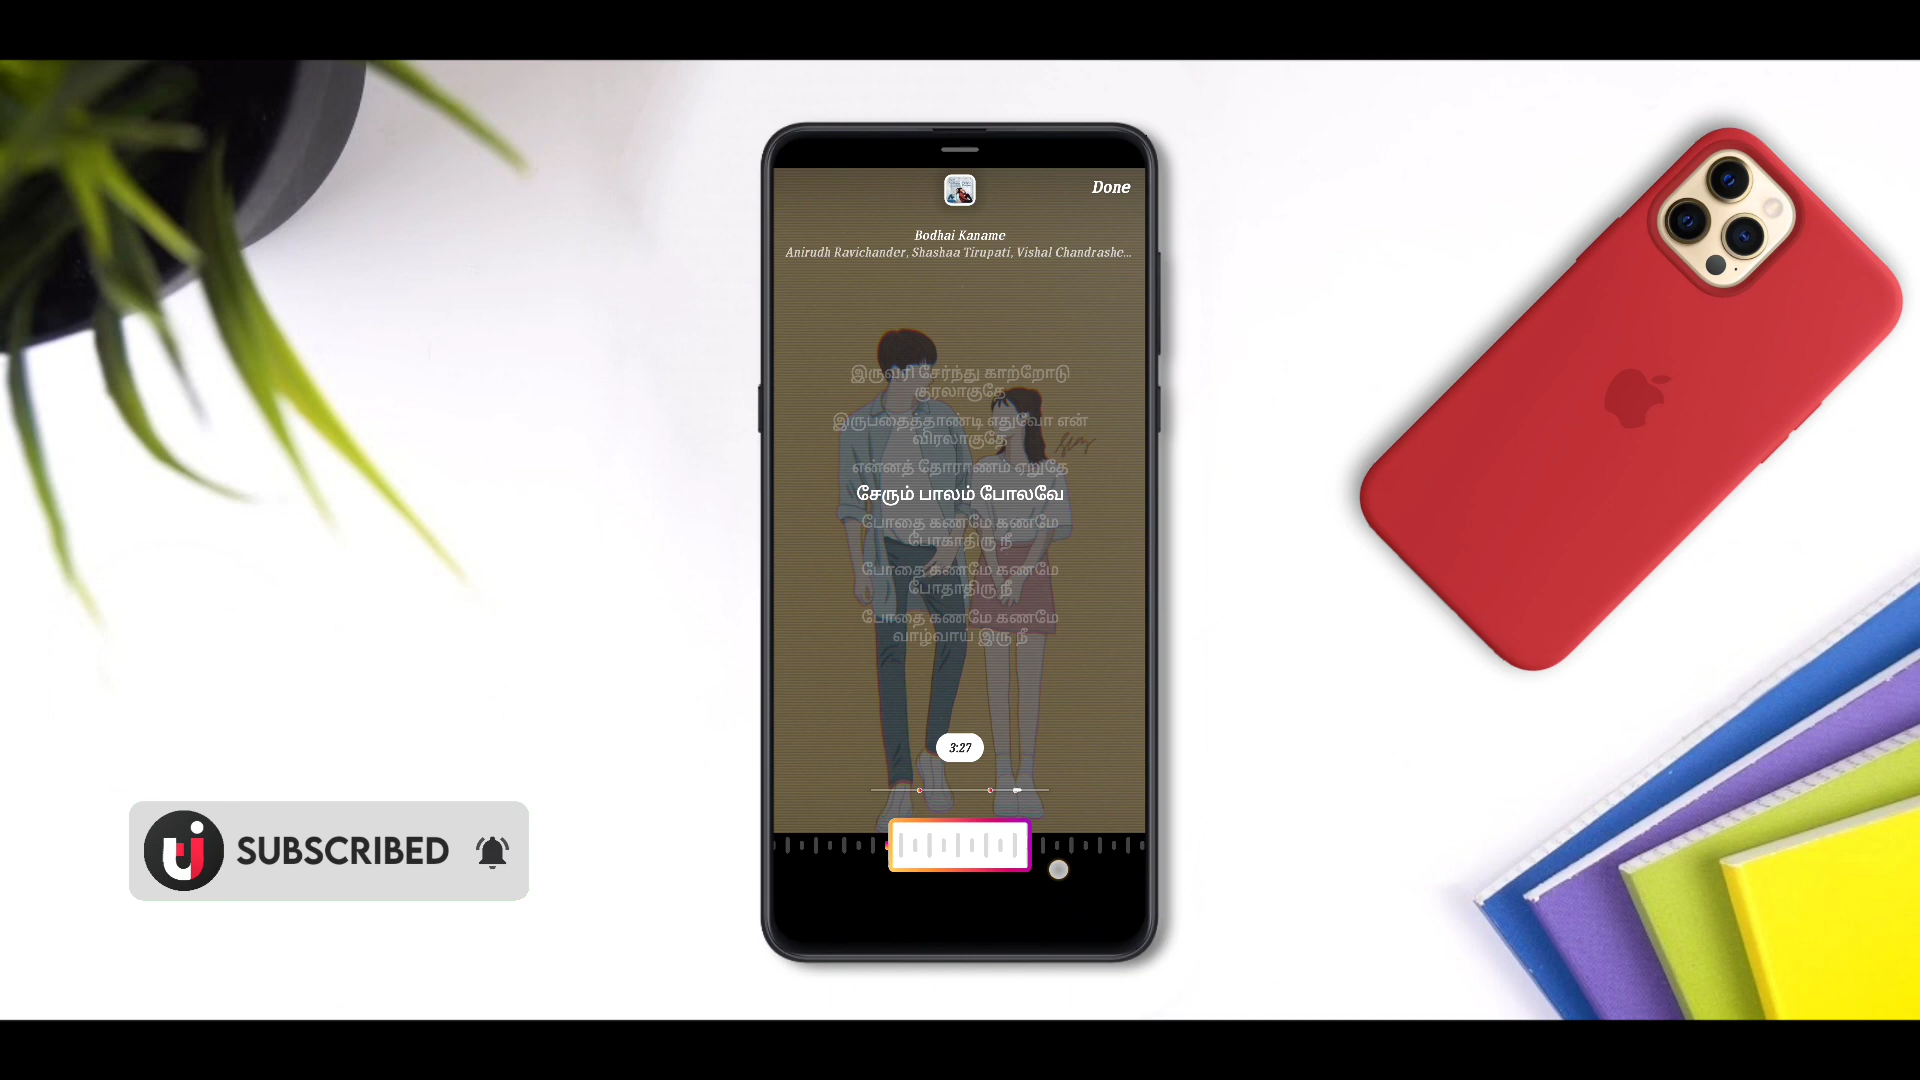 Done
Bodhai Kaname
Anirudh Ravichander, Shashaa Tirupati, Vishal Chandrashe...
இருவரி சேர்ந்து காற்றோடு
குரலாகுதே
இருபதைத்தாண்டி எதுவோ என்
விரலாகுதே
என்னத் தோரணம் ஏறுதே
சேரும் பாலம் போலவே
போதை கணமே கணமே
போகாதிரு நீ
போதை கணமே கணமே
போதாதிரு நீ
போதை கணமே கணமே
வாழ்வாய் இரு நீ
3:27
SUBSCRIBED